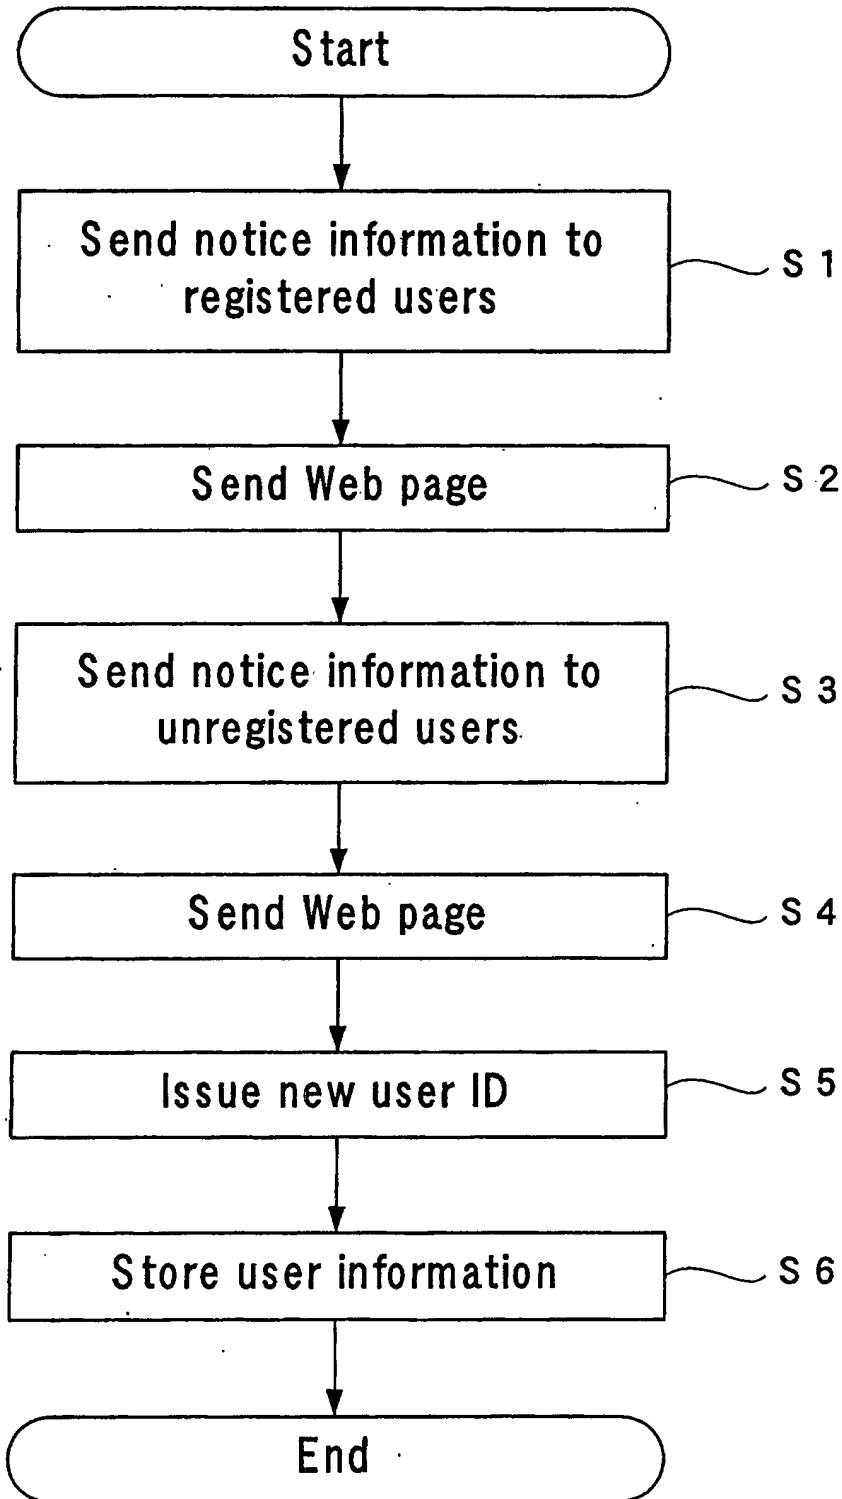 Start
Send notice information to
registered users
S 1
Send Web page
S 2
Send notice information to
unregistered users
S 3
Send Web page
S 4
Issue new user ID
S 5
Store user information
S 6
End